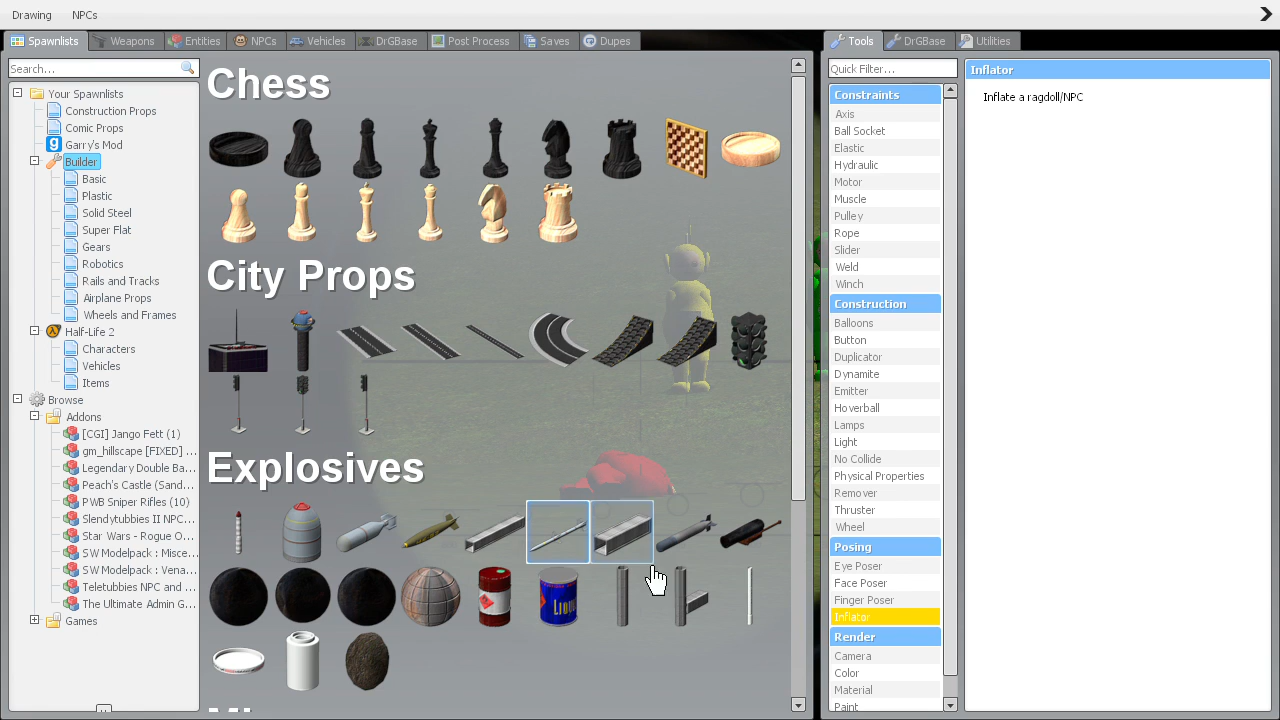 Drawing NPCs
Spawnlists Weapons Entities NPCs Vehicles DrGBase Post Process Saves Dupes
Search...
Your Spawnlists
Construction Props
Comic Props
Garry's Mod
Builder
Basic
Plastic
Solid Steel
Super Flat
Gears
Robotics
Rails and Tracks
Airplane Props
Wheels and Frames
Half-Life 2
Characters
Vehicles
Items
Browse
Addons
[CGI] Jango Fett (1)
gm_hillscape [FIXED] ...
Legendary Double Ba...
Peach's Castle (Sand...
PWB Sniper Rifles (10)
Slendytubbies II NPC...
Star Wars - Rogue O...
SW Modelpack : Misce...
SW Modelpack : Vena...
Teletubbies NPC and ...
The Ultimate Admin G...
Games
Chess
City Props
Explosives
Tools DrGBase Utilities
Quick Filter...
Constraints
Axis
Ball Socket
Elastic
Hydraulic
Motor
Muscle
Pulley
Rope
Slider
Weld
Winch
Construction
Balloons
Button
Duplicator
Dynamite
Emitter
Hoverball
Lamps
Light
No Collide
Physical Properties
Remover
Thruster
Wheel
Posing
Eye Poser
Face Poser
Finger Poser
Inflator
Render
Camera
Color
Material
Paint
Inflator
Inflate a ragdoll/NPC